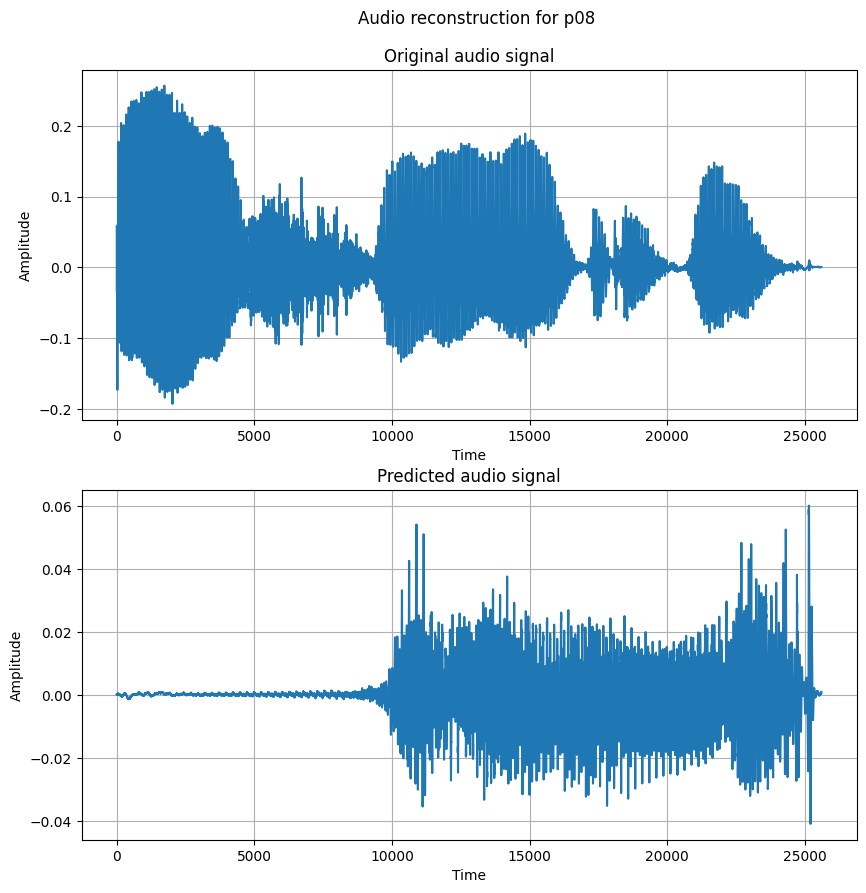 Audio reconstruction for p08
Original audio signal
Amplitude
0.2
0.1
0.0
−0.1
−0.2
0 5000 10000 15000 20000 25000
Time
Predicted audio signal
Amplitude
0.06
0.04
0.02
0.00
−0.02
−0.04
0 5000 10000 15000 20000 25000
Time